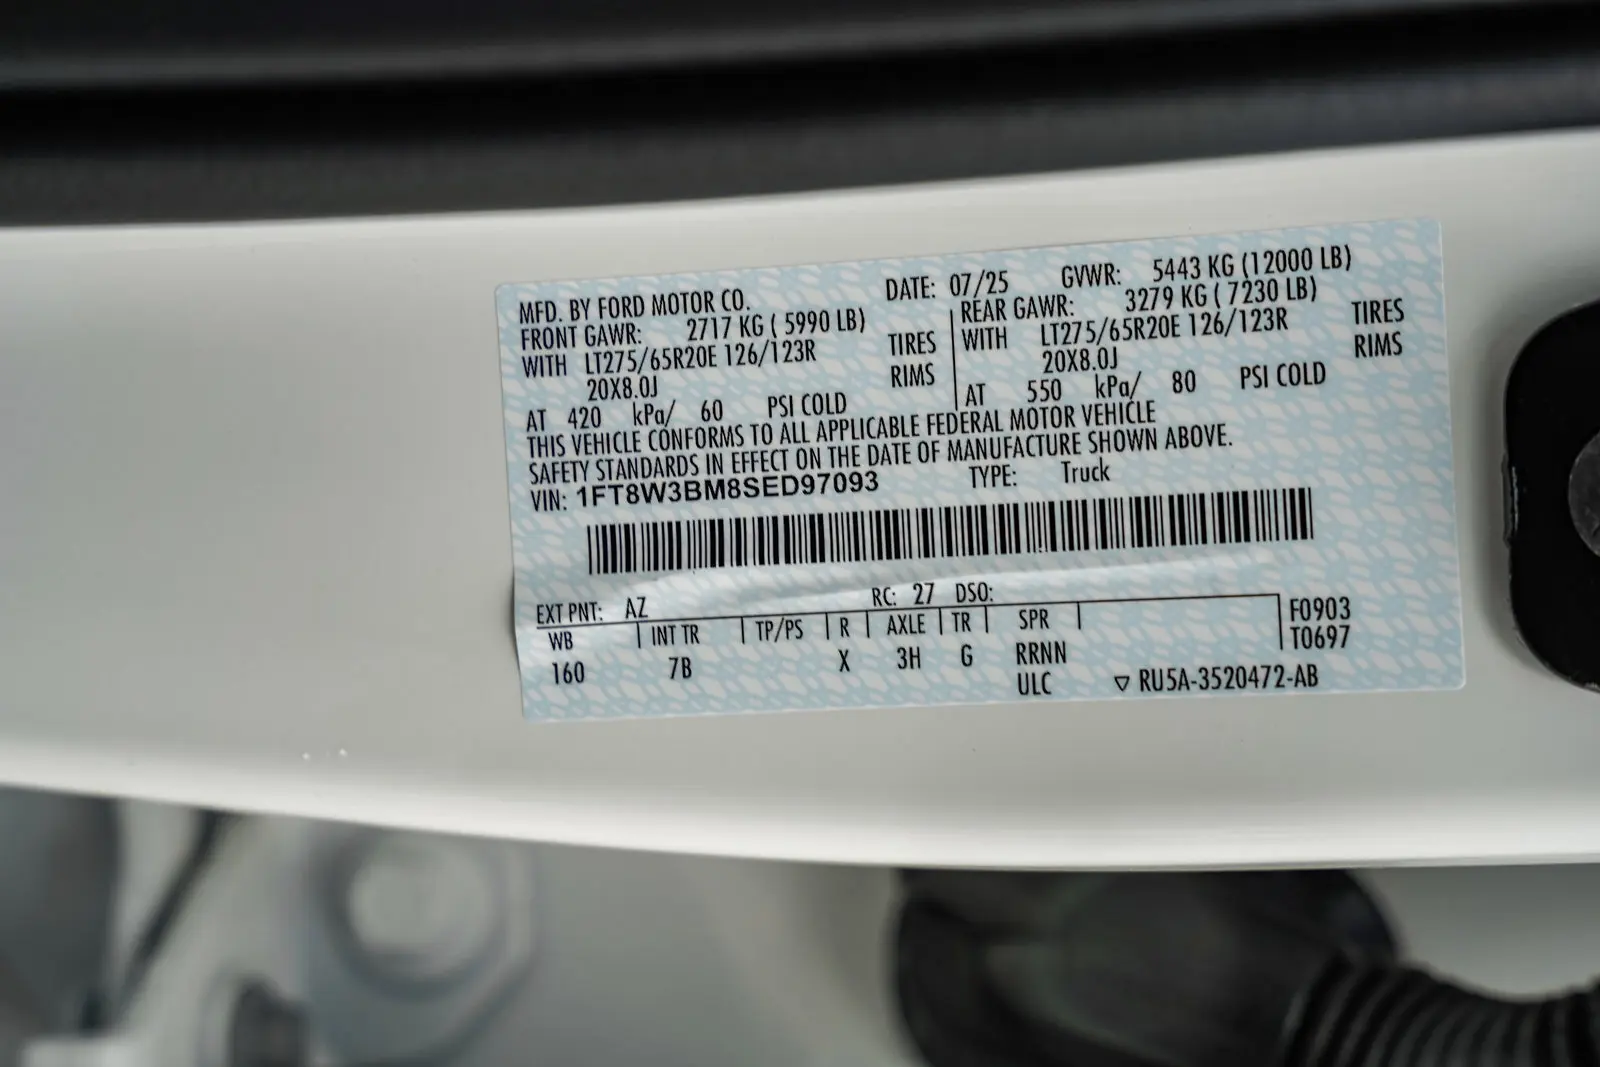 MFD. BY FORD MOTOR CO. DATE: 07/25 GVWR: 5443 KG (12000 LB)
FRONT GAWR: 2717 KG ( 5990 LB) REAR GAWR: 3279 KG ( 7230 LB)
WITH LT275/65R20E 126/123R TIRES WITH LT275/65R20E 126/123R TIRES
20X8.0J RIMS 20X8.0J RIMS
AT 420 kPa/ 60 PSI COLD AT 550 kPa/ 80 PSI COLD
THIS VEHICLE CONFORMS TO ALL APPLICABLE FEDERAL MOTOR VEHICLE
SAFETY STANDARDS IN EFFECT ON THE DATE OF MANUFACTURE SHOWN ABOVE.
VIN: 1FT8W3BM8SED97093 TYPE: Truck
EXT PNT: AZ RC: 27 DSO:
WB INT TR TP/PS R AXLE TR SPR F0903
160 7B X 3H G RRNN T0697
ULC ▽ RU5A-3520472-AB